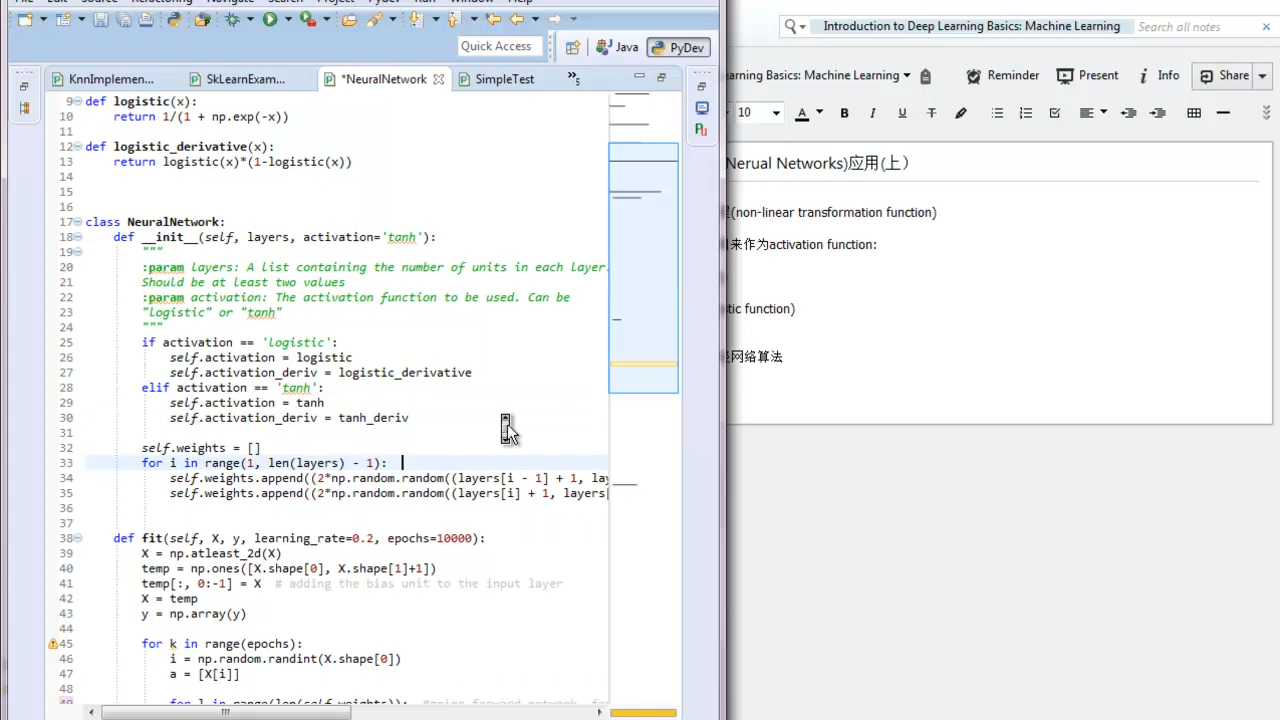 Quick Access
Java
PyDev
KnnImplemen...
SkLearnExam...
*NeuralNetwork
SimpleTest
5
9 def logistic(x):
10 return 1/(1 + np.exp(-x))
11
12 def logistic_derivative(x):
13 return logistic(x)*(1-logistic(x))
14
15
16
17 class NeuralNetwork:
18 def __init__(self, layers, activation='tanh'):
19 """
20 :param layers: A list containing the number of units in each layer.
21 Should be at least two values
22 :param activation: The activation function to be used. Can be
23 "logistic" or "tanh"
24 """
25 if activation == 'logistic':
26 self.activation = logistic
27 self.activation_deriv = logistic_derivative
28 elif activation == 'tanh':
29 self.activation = tanh
30 self.activation_deriv = tanh_deriv
31
32 self.weights = []
33 for i in range(1, len(layers) - 1):
34 self.weights.append((2*np.random.random((layers[i - 1] + 1, la
35 self.weights.append((2*np.random.random((layers[i] + 1, layers[
36
37
38 def fit(self, X, y, learning_rate=0.2, epochs=10000):
39 X = np.atleast_2d(X)
40 temp = np.ones([X.shape[0], X.shape[1]+1])
41 temp[:, 0:-1] = X # adding the bias unit to the input layer
42 X = temp
43 y = np.array(y)
44
45 for k in range(epochs):
46 i = np.random.randint(X.shape[0])
47 a = [X[i]]
48
for l in range(len(self.weights)):
Introduction to Deep Learning Basics: Machine Learning
Search all notes
earning Basics: Machine Learning
Reminder
Present
Info
Share
10
A
B
I
U
T
Nerual Networks)应用(上）
(non-linear transformation function)
来作为activation function:
tic function)
网络算法